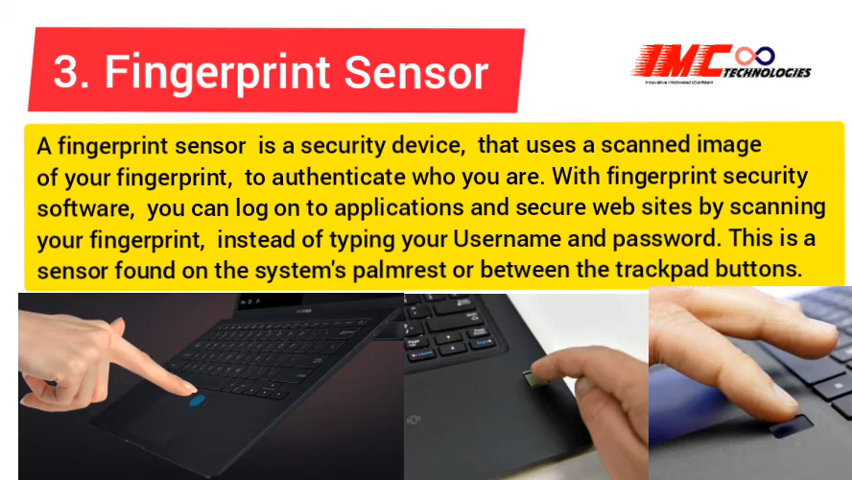 3. Fingerprint Sensor
IMC TECHNOLOGIES
A fingerprint sensor is a security device, that uses a scanned image
of your fingerprint, to authenticate who you are. With fingerprint security
software, you can log on to applications and secure web sites by scanning
your fingerprint, instead of typing your Username and password. This is a
sensor found on the system's palmrest or between the trackpad buttons.